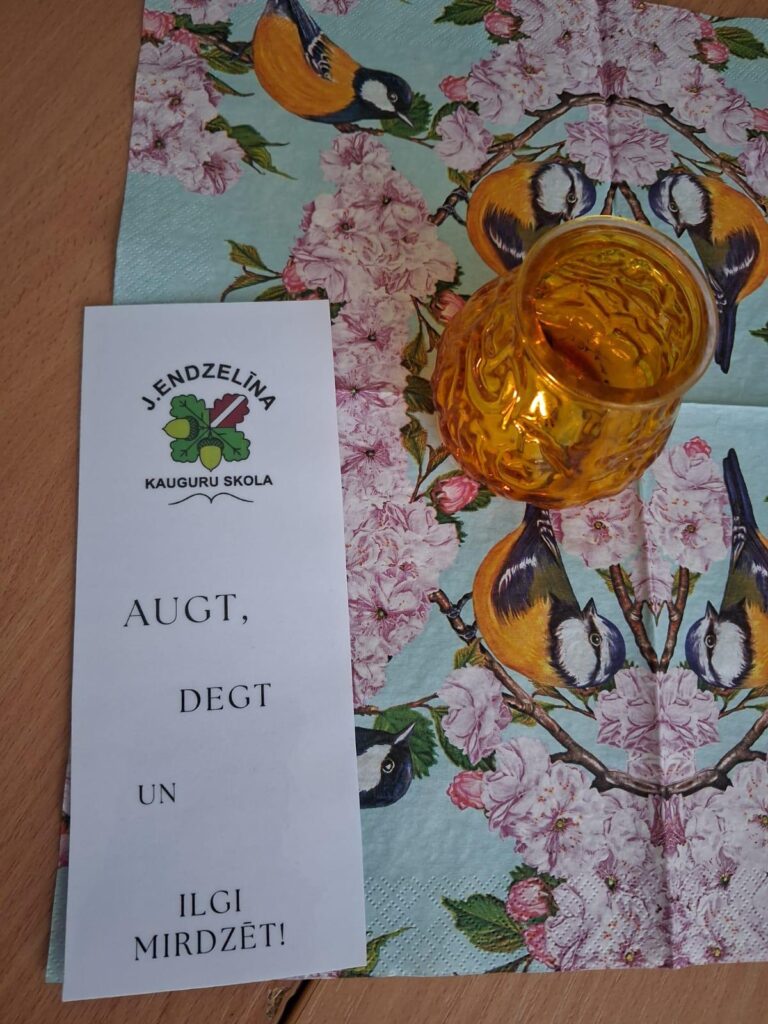 J.ENDZELĪNA
KAUGURU SKOLA
AUGT,
DEGT
UN
ILGI
MIRDZĒT!